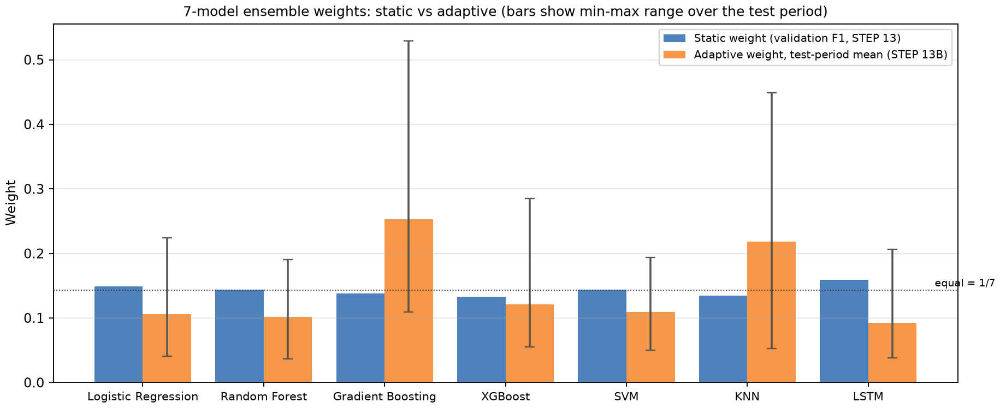 7-model ensemble weights: static vs adaptive (bars show min-max range over the test period)
Static weight (validation F1, STEP 13)
Adaptive weight, test-period mean (STEP 13B)
Weight
0.5
0.4
0.3
0.2
0.1
0.0
equal = 1/7
Logistic Regression
Random Forest
Gradient Boosting
XGBoost
SVM
KNN
LSTM